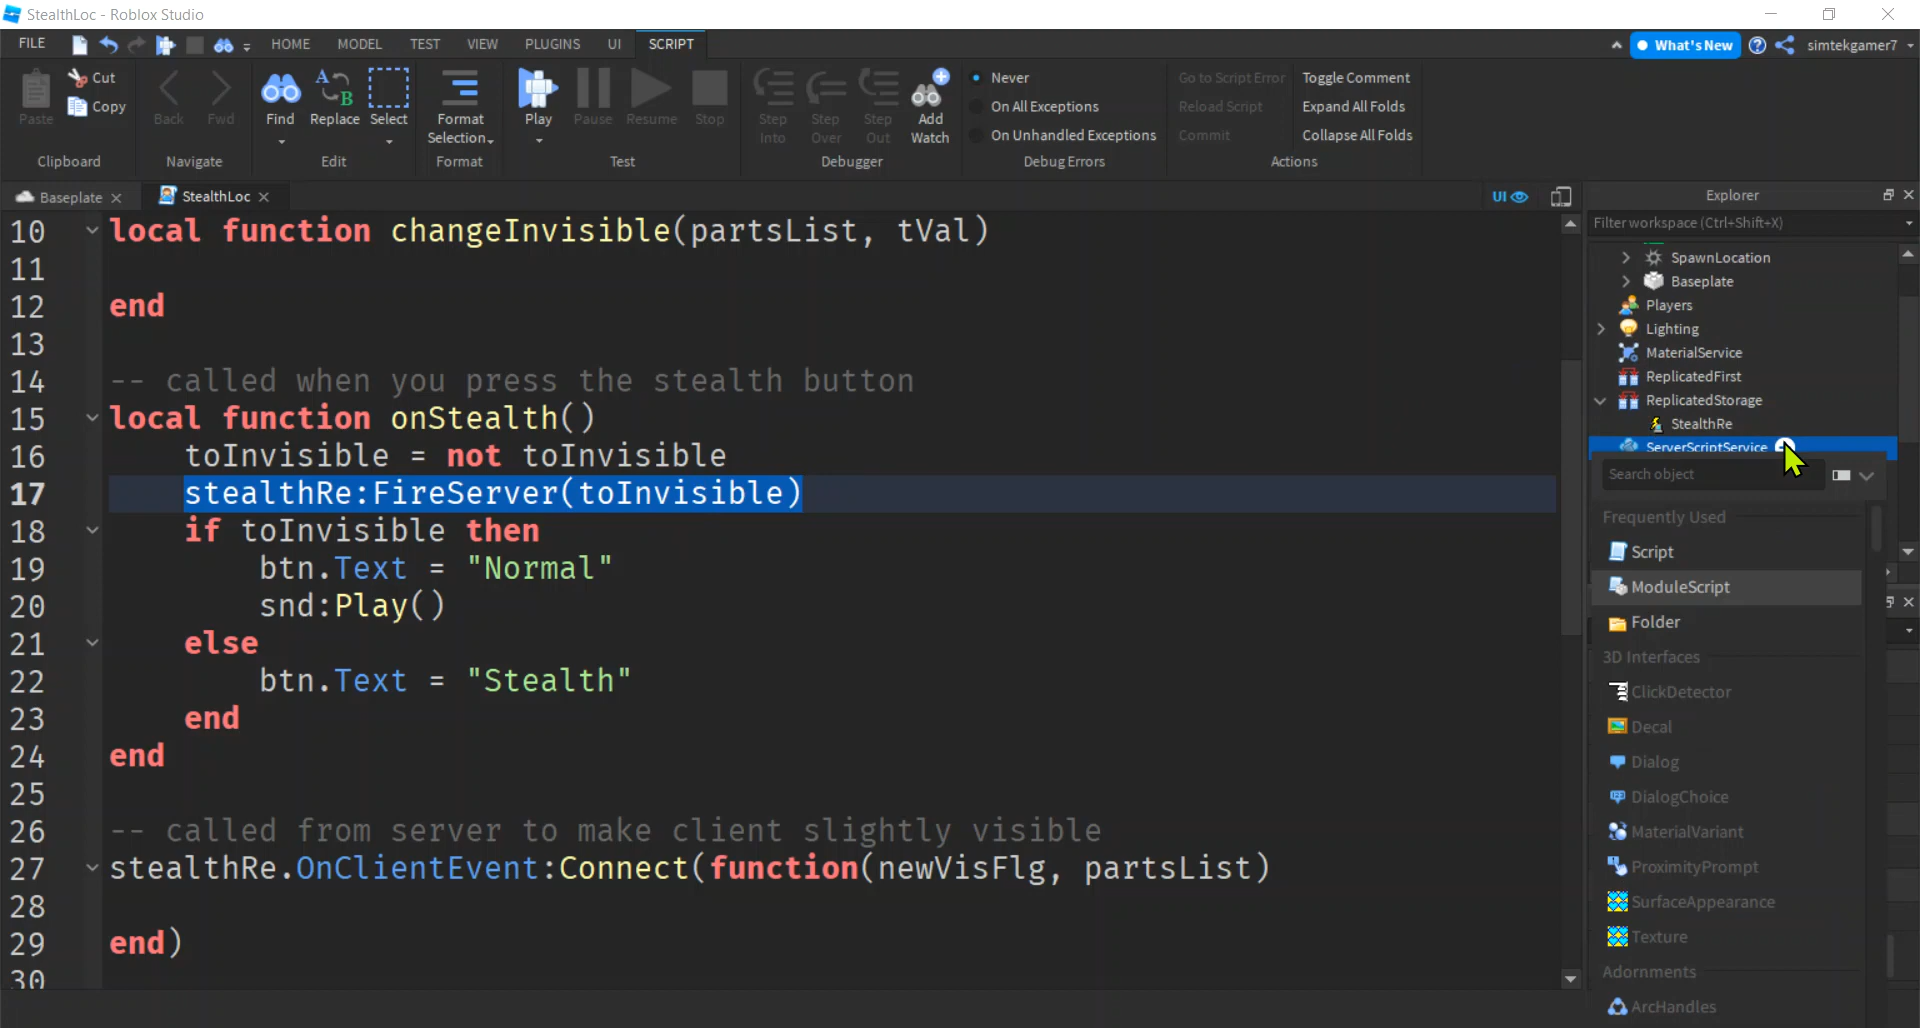 StealthLoc - Roblox Studio
FILE HOME MODEL TEST VIEW PLUGINS UI SCRIPT What's New simtekgamer7
Paste Cut Copy Clipboard
Back Fwd Navigate
Find Replace Select Edit
Format Selection Format
Play Pause Resume Stop Test
Step Into Step Over Step Out Add Watch Debugger
Never
On All Exceptions
On Unhandled Exceptions
Debug Errors
Go to Script Error Toggle Comment
Reload Script Expand All Folds
Commit Collapse All Folds
Actions
Baseplate StealthLoc UI
10 local function changeInvisible(partsList, tVal)
11
12 end
13
14 -- called when you press the stealth button
15 local function onStealth()
16 toInvisible = not toInvisible
17 stealthRe:FireServer(toInvisible)
18 if toInvisible then
19 btn.Text = "Normal"
20 snd:Play()
21 else
22 btn.Text = "Stealth"
23 end
24 end
25
26 -- called from server to make client slightly visible
27 stealthRe.OnClientEvent:Connect(function(newVisFlg, partsList)
28
29 end)
30
Explorer
Filter workspace (Ctrl+Shift+X)
SpawnLocation
Baseplate
Players
Lighting
MaterialService
ReplicatedFirst
ReplicatedStorage
StealthRe
ServerScriptService
Search object
Frequently Used
Script
ModuleScript
Folder
3D Interfaces
ClickDetector
Decal
Dialog
DialogChoice
MaterialVariant
ProximityPrompt
SurfaceAppearance
Texture
Adornments
ArcHandles